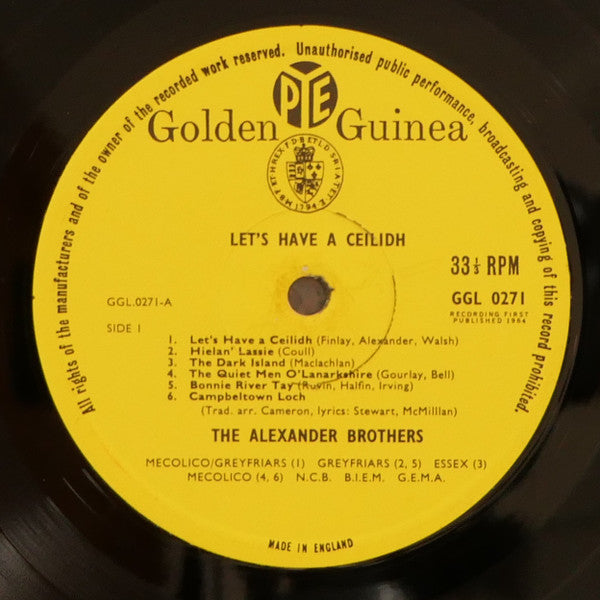 All rights of the manufacturers and of the owner of the recorded work reserved. Unauthorised public performance, broadcasting and copying of this record prohibited.
PYE
Golden Guinea
LET'S HAVE A CEILIDH
33⅓ RPM
GGL.0271-A
GGL 0271
RECORDING FIRST
PUBLISHED 1964
SIDE 1
1. Let's Have a Ceilidh (Finlay, Alexander, Walsh)
2. Hielan' Lassie (Coull)
3. The Dark Island (Maclachlan)
4. The Quiet Men O'Lanarkshire (Gourlay, Bell)
5. Bonnie River Tay (Ruvin, Halfin, Irving)
6. Campbeltown Loch
(Trad. arr. Cameron, lyrics: Stewart, McMilllan)
THE ALEXANDER BROTHERS
MECOLICO/GREYFRIARS (1) GREYFRIARS (2, 5) ESSEX (3)
MECOLICO (4, 6) N.C.B. B.I.E.M. G.E.M.A.
MADE IN ENGLAND